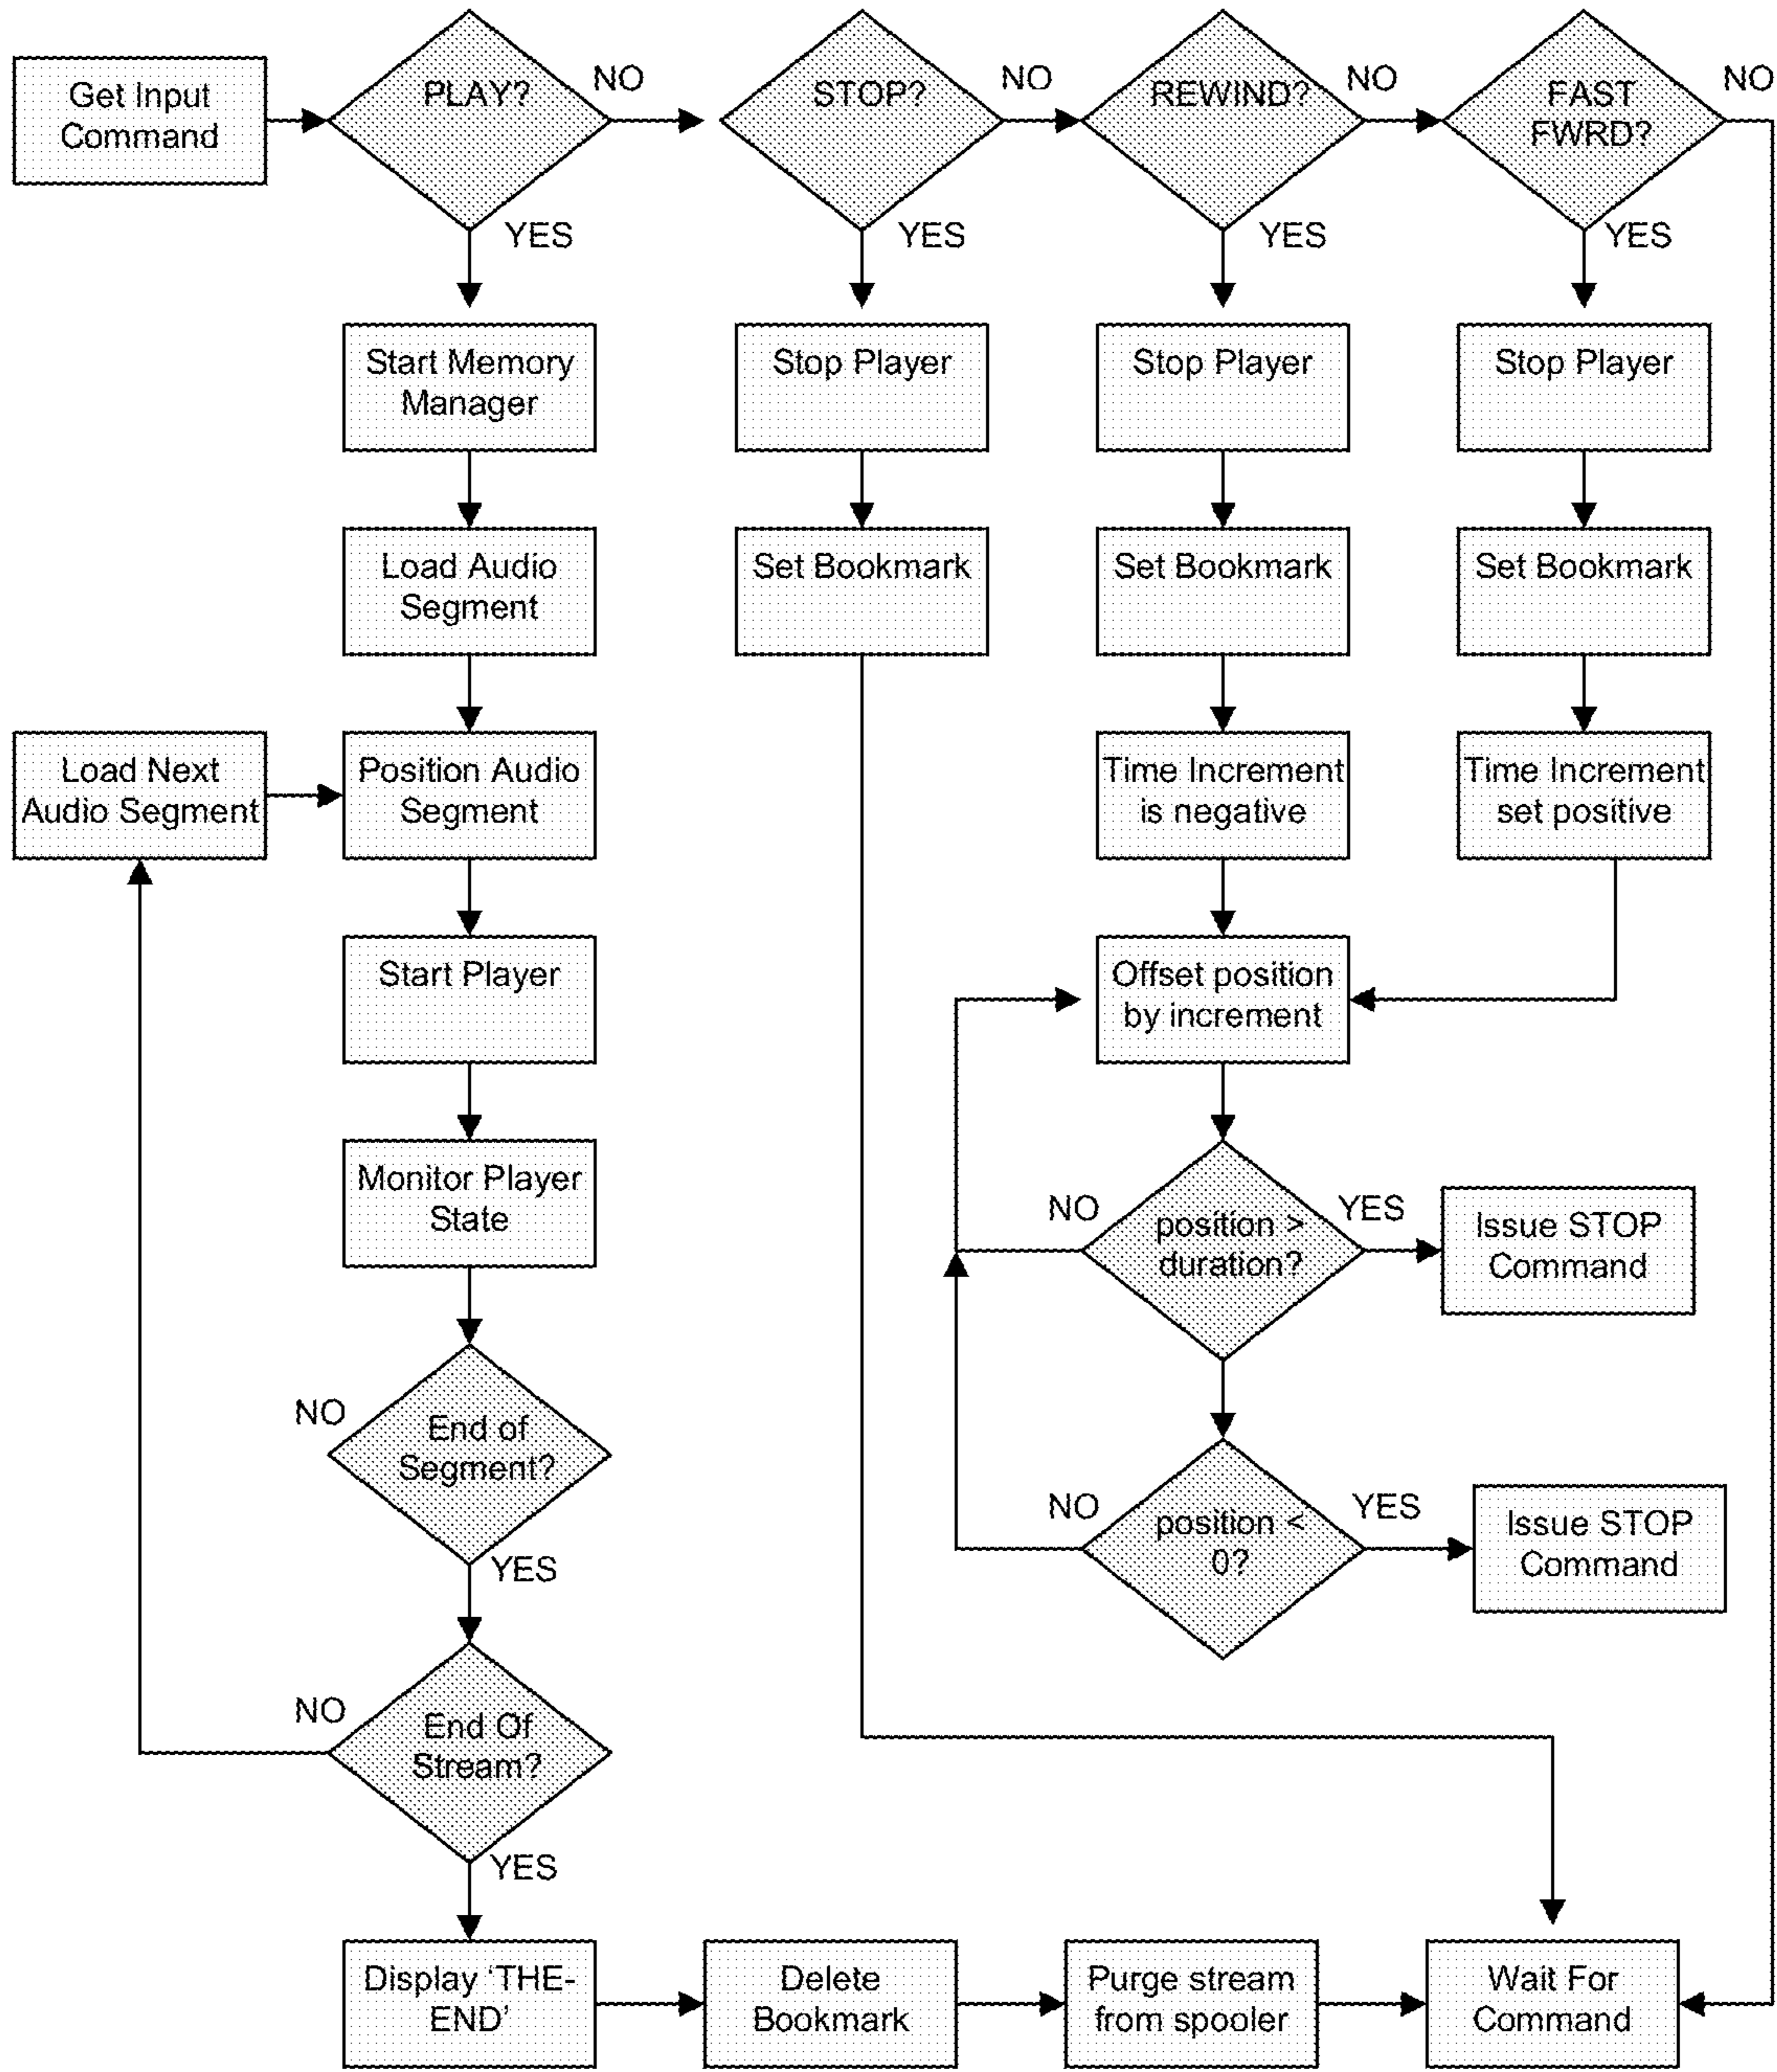 Get Input
Command
PLAY?
NO
STOP?
NO
REWIND?
NO
FAST
FWRD?
NO
YES
YES
YES
YES
Start Memory
Manager
Stop Player
Stop Player
Stop Player
Load Audio
Segment
Set Bookmark
Set Bookmark
Set Bookmark
Load Next
Audio Segment
Position Audio
Segment
Time Increment
is negative
Time Increment
set positive
Start Player
Offset position
by increment
Monitor Player
State
NO
position >
duration?
YES
Issue STOP
Command
NO
End of
Segment?
YES
NO
position <
0?
YES
Issue STOP
Command
NO
End Of
Stream?
YES
Display ‘THE-
END’
Delete
Bookmark
Purge stream
from spooler
Wait For
Command